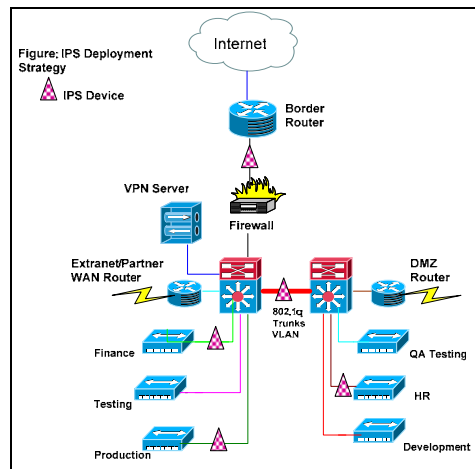 Internet
Figure: IPS Deployment
Strategy
IPS Device
Border
Router
VPN Server
Firewall
Extranet/Partner
WAN Router
DMZ
Router
802.1q
Trunks
VLAN
Finance
QA Testing
Testing
HR
Production
Development